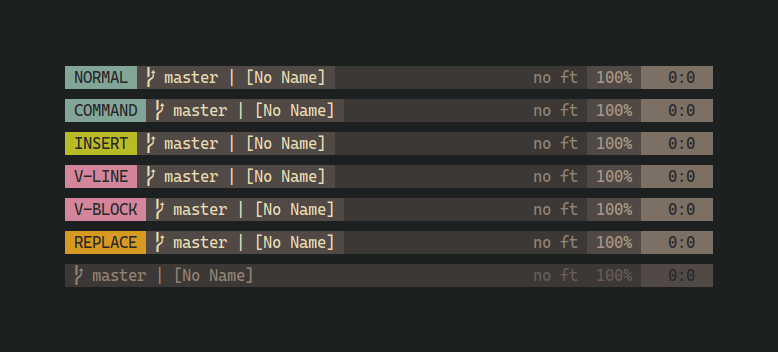 NORMAL master | [No Name] no ft 100% 0:0
COMMAND master | [No Name] no ft 100% 0:0
INSERT master | [No Name] no ft 100% 0:0
V-LINE master | [No Name] no ft 100% 0:0
V-BLOCK master | [No Name] no ft 100% 0:0
REPLACE master | [No Name] no ft 100% 0:0
master | [No Name] no ft 100% 0:0